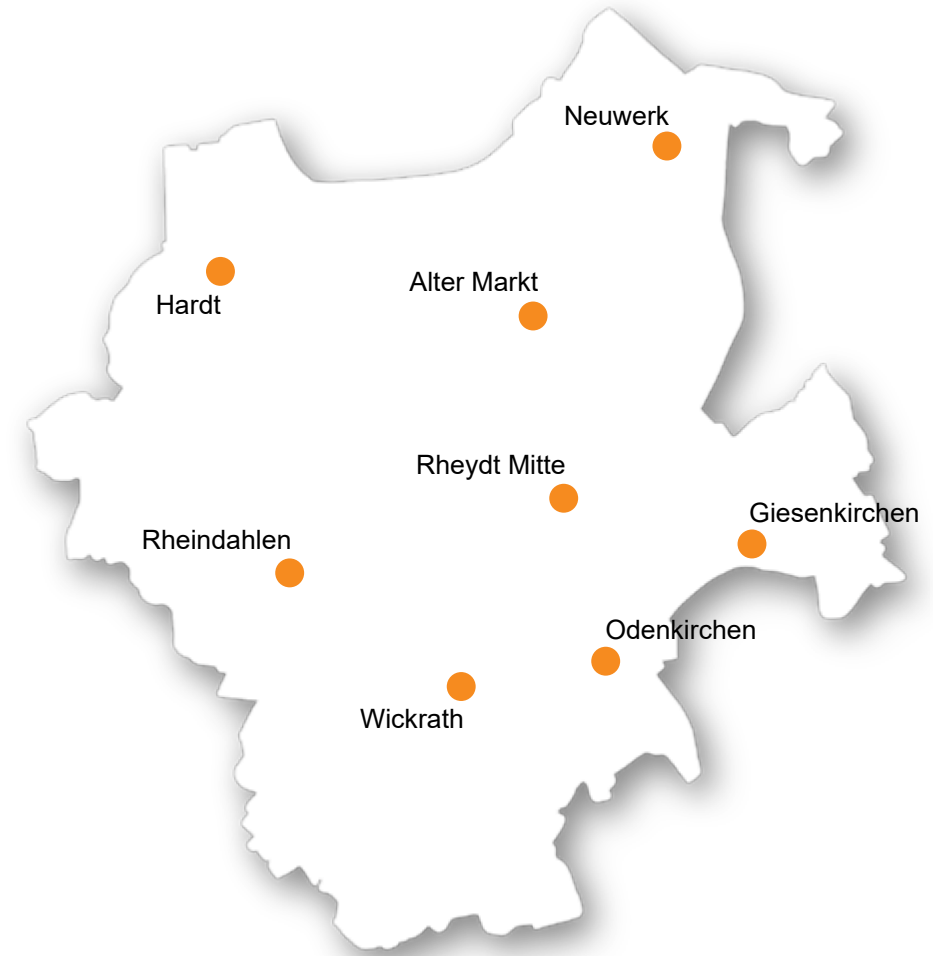 Neuwerk
Alter Markt
Hardt
Rheydt Mitte
Giesenkirchen
Rheindahlen
Odenkirchen
Wickrath